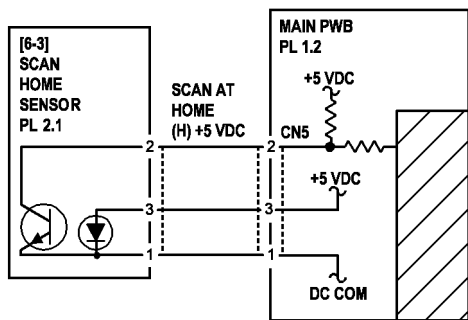 [6-3]
SCAN
HOME
SENSOR
PL 2.1
SCAN AT
HOME
(H) +5 VDC
MAIN PWB
PL 1.2
+5 VDC
CN5
2
2
+5 VDC
3
3
1
1
DC COM